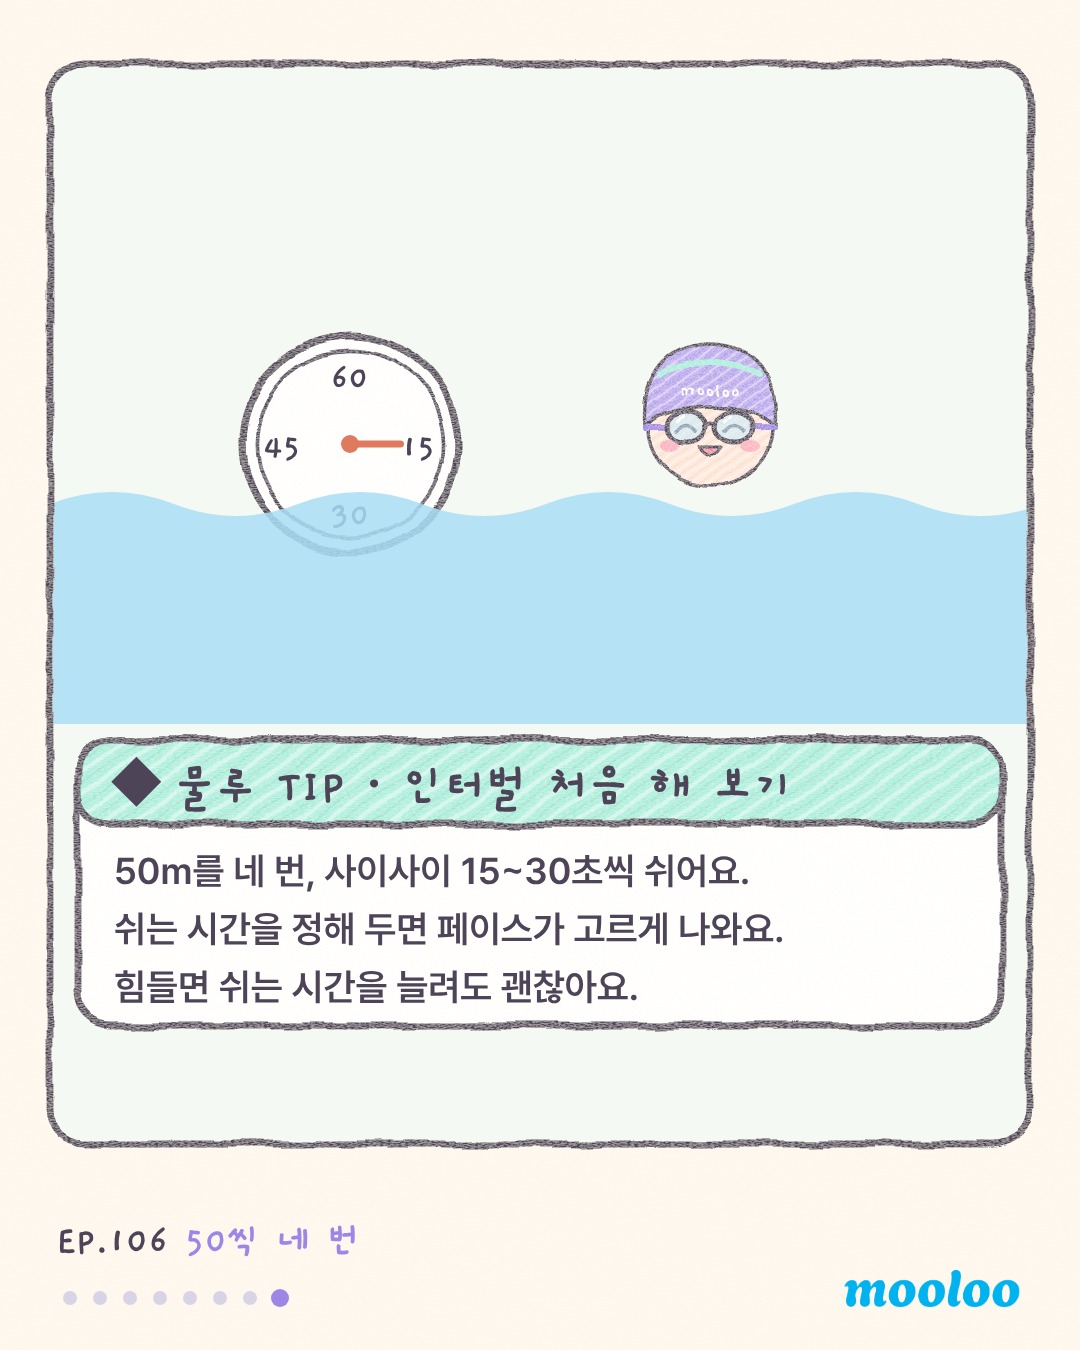 60
45
15
30
mooloo
물루 TIP · 인터벌 처음 해 보기
50m를 네 번, 사이사이 15~30초씩 쉬어요.
쉬는 시간을 정해 두면 페이스가 고르게 나와요.
힘들면 쉬는 시간을 늘려도 괜찮아요.
EP.106 50씩 네 번
mooloo